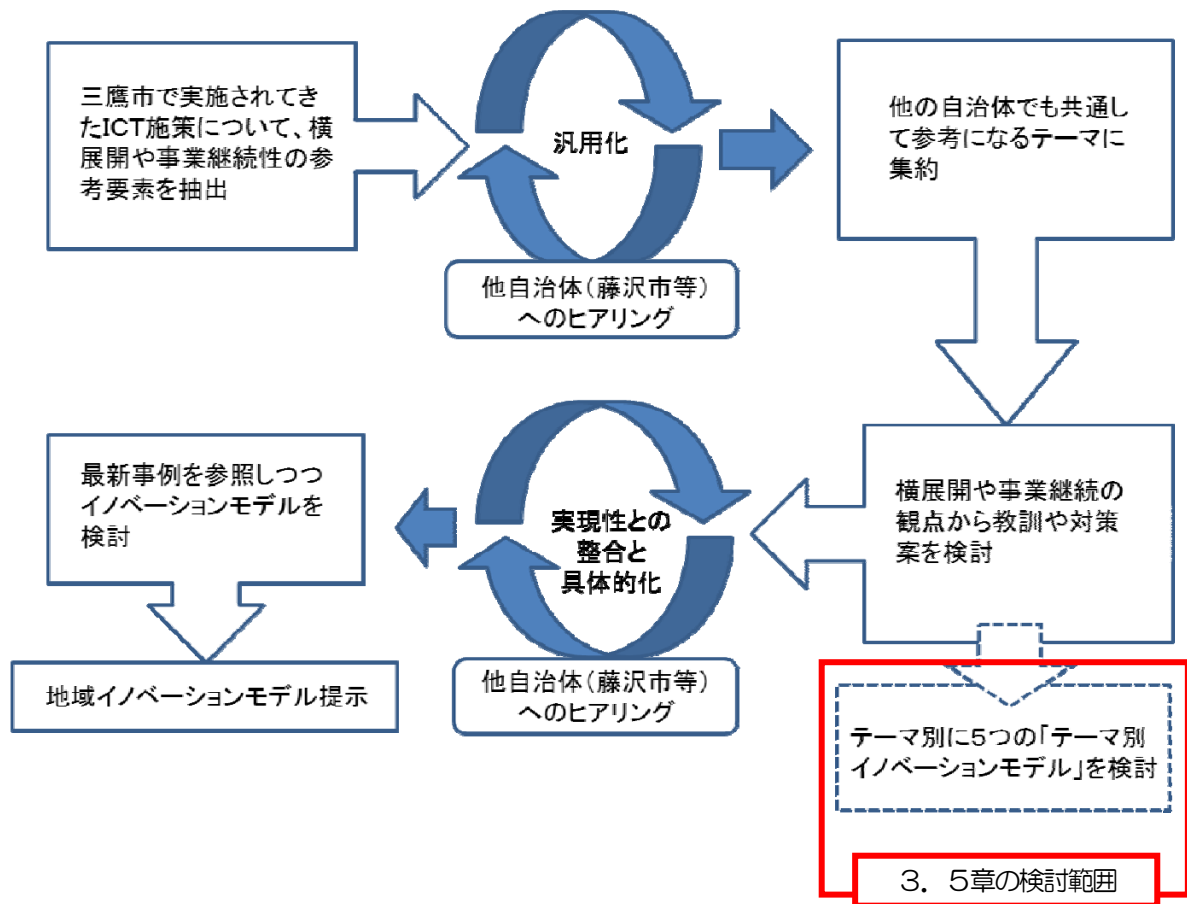 三鷹市で実施されてき
たICT施策について、横
展開や事業継続性の参
考要素を抽出
汎用化
他自治体(藤沢市等)
へのヒアリング
他の自治体でも共通し
て参考になるテーマに
集約
横展開や事業継続の
観点から教訓や対策
案を検討
テーマ別に5つの「テーマ別
イノベーションモデル」を検討
3．5章の検討範囲
実現性との
整合と
具体的化
他自治体(藤沢市等)
へのヒアリング
最新事例を参照しつつ
イノベーションモデルを
検討
地域イノベーションモデル提示